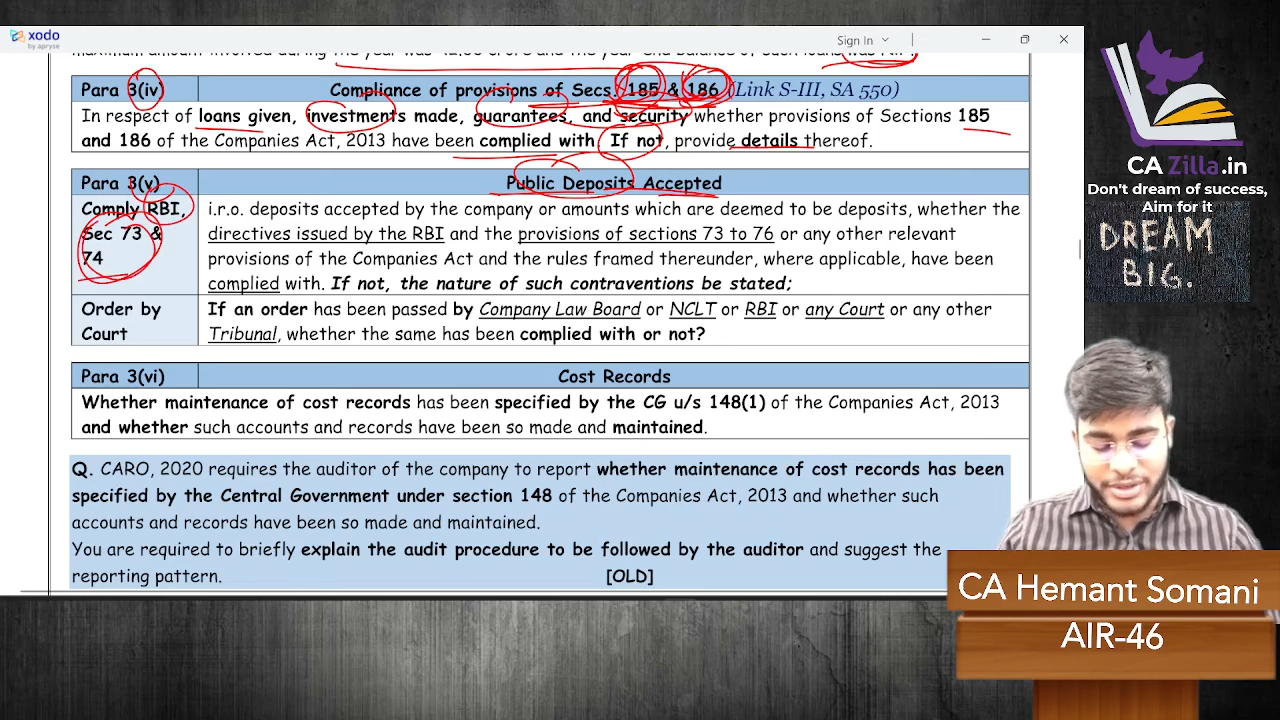 xodo
by apryse
Sign In
Para 3(iv) Compliance of provisions of Secs. 185 & 186 (Link S-III, SA 550)
In respect of loans given, investments made, guarantees, and security whether provisions of Sections 185
and 186 of the Companies Act, 2013 have been complied with. If not, provide details thereof.
Para 3(v) Public Deposits Accepted
Comply RBI,
Sec 73 &
74
i.r.o. deposits accepted by the company or amounts which are deemed to be deposits, whether the
directives issued by the RBI and the provisions of sections 73 to 76 or any other relevant
provisions of the Companies Act and the rules framed thereunder, where applicable, have been
complied with. If not, the nature of such contraventions be stated;
Order by
Court
If an order has been passed by Company Law Board or NCLT or RBI or any Court or any other
Tribunal, whether the same has been complied with or not?
Para 3(vi) Cost Records
Whether maintenance of cost records has been specified by the CG u/s 148(1) of the Companies Act, 2013
and whether such accounts and records have been so made and maintained.
Q. CARO, 2020 requires the auditor of the company to report whether maintenance of cost records has been
specified by the Central Government under section 148 of the Companies Act, 2013 and whether such
accounts and records have been so made and maintained.
You are required to briefly explain the audit procedure to be followed by the auditor and suggest the
reporting pattern. [OLD]
CA Zilla.in
Don't dream of success,
Aim for it
DREAM
BIG.
CA Hemant Somani
AIR-46